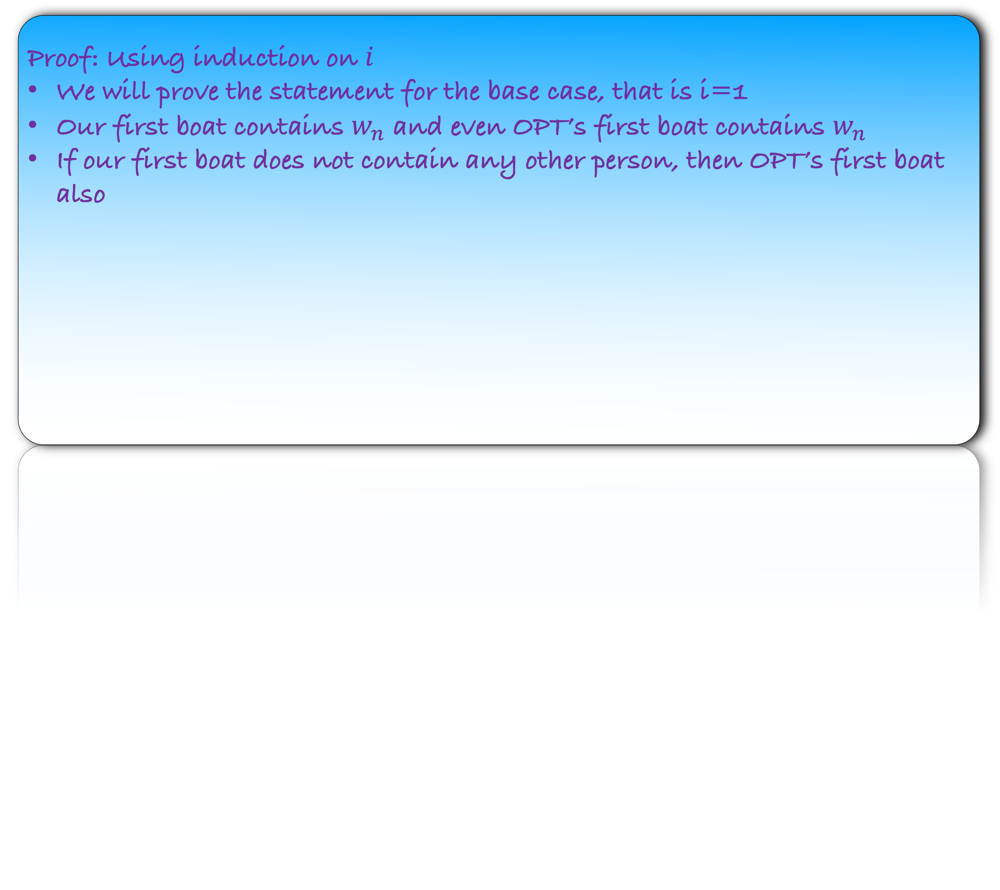 Proof: Using induction on i
• We will prove the statement for the base case, that is i=1
• Our first boat contains wₙ and even OPT's first boat contains wₙ
• If our first boat does not contain any other person, then OPT's first boat
also